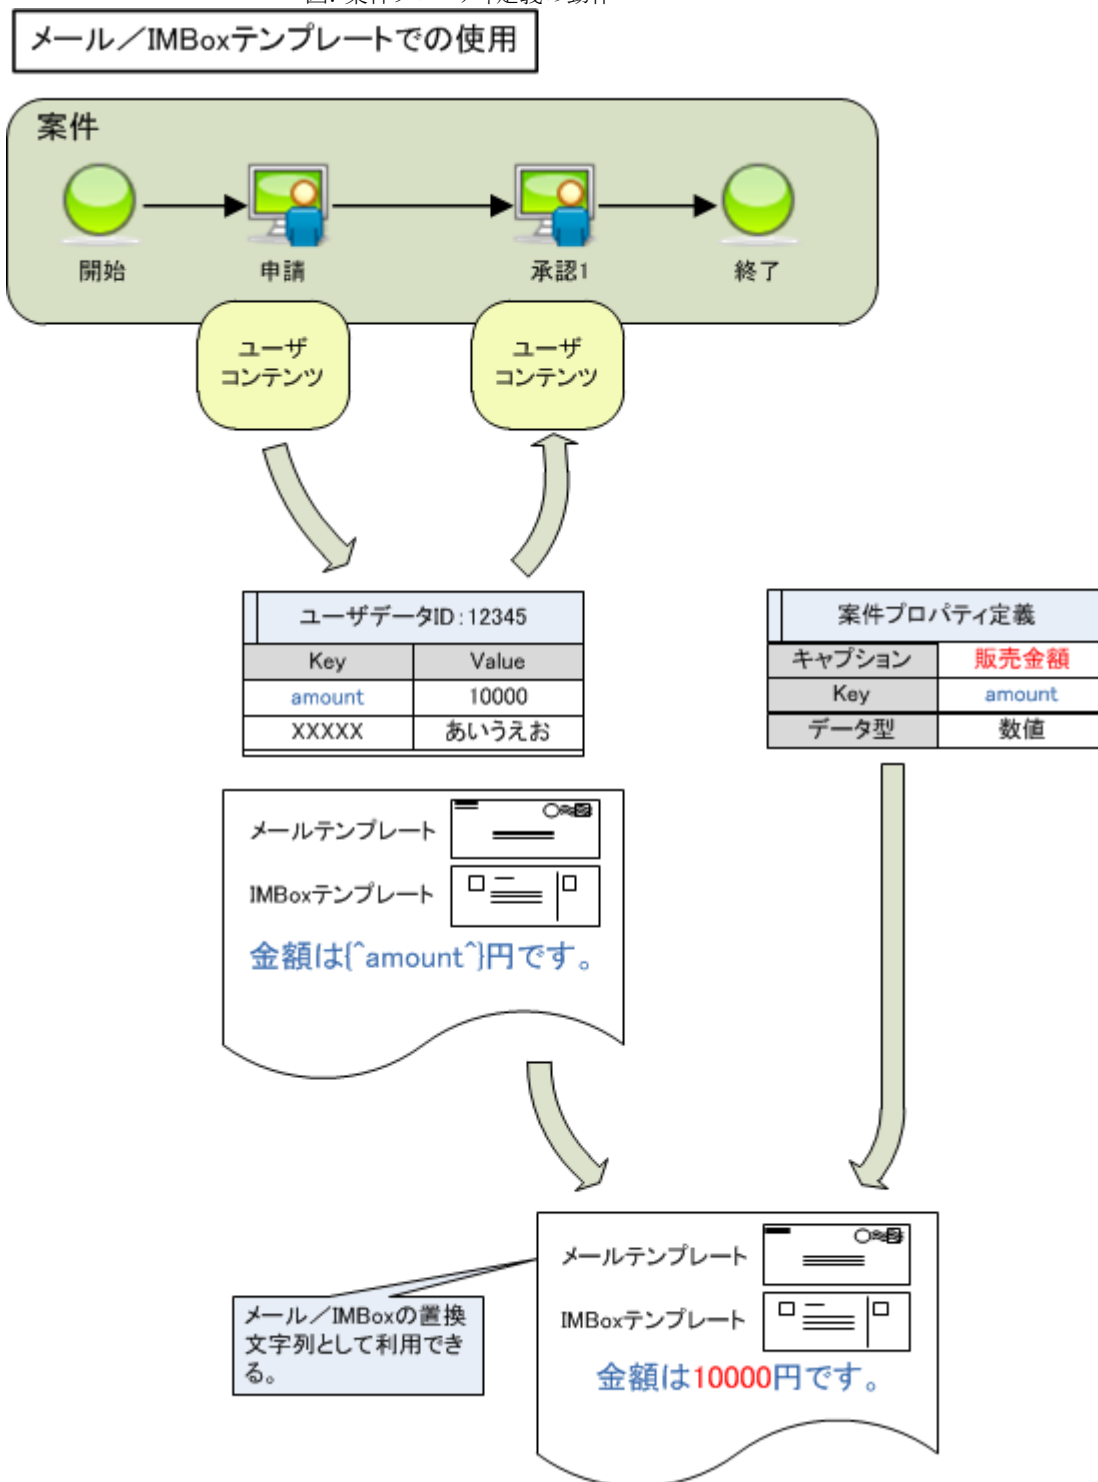 メール／IMBoxテンプレートでの使用
案件
開始
申請
承認1
終了
ユーザ
コンテンツ
ユーザ
コンテンツ
ユーザデータID：12345
Key Value
amount 10000
XXXXX あいうえお
案件プロパティ定義
キャプション 販売金額
Key amount
データ型 数値
メールテンプレート
IMBoxテンプレート
金額は{^amount^}円です。
メールテンプレート
IMBoxテンプレート
金額は10000円です。
メール／IMBoxの置換
文字列として利用でき
る。